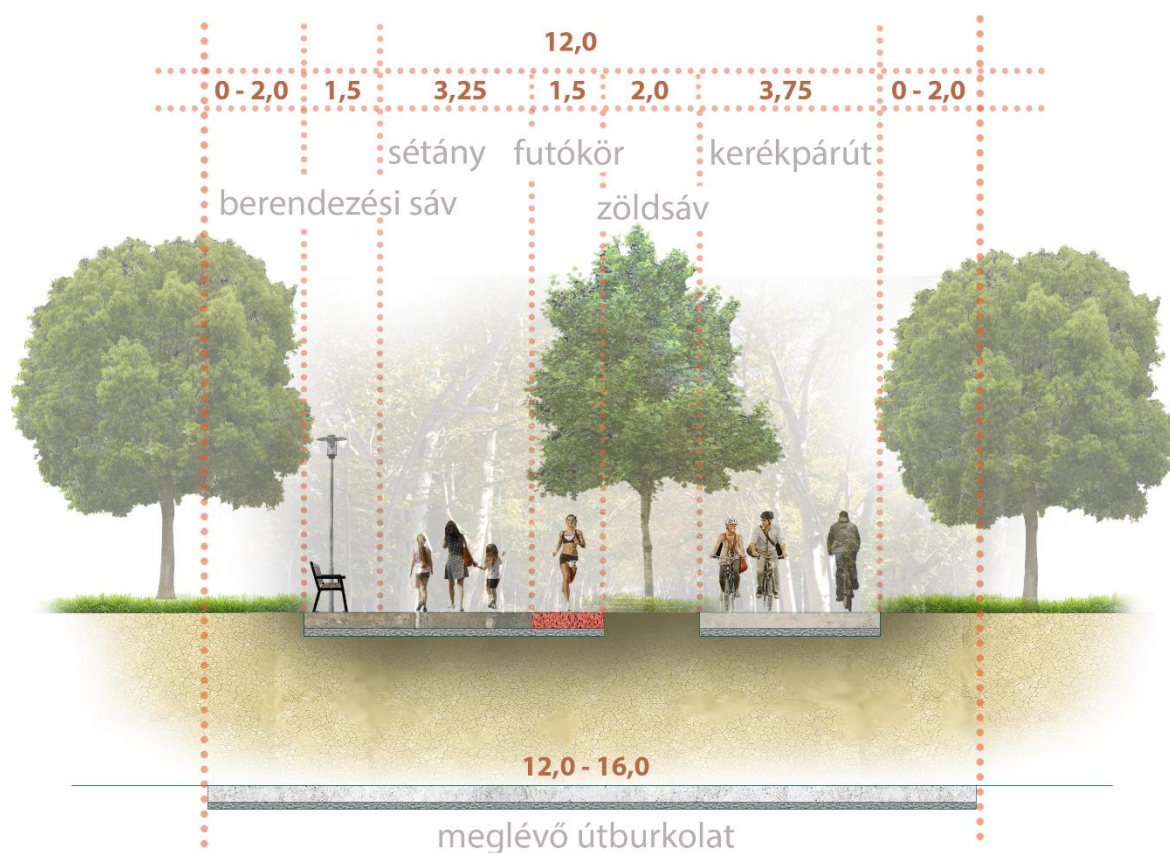 12,0
0 - 2,0 1,5 3,25 1,5 2,0 3,75 0 - 2,0
sétány futókör kerékpárút
berendezési sáv zöldsáv
12,0 - 16,0
meglévő útburkolat